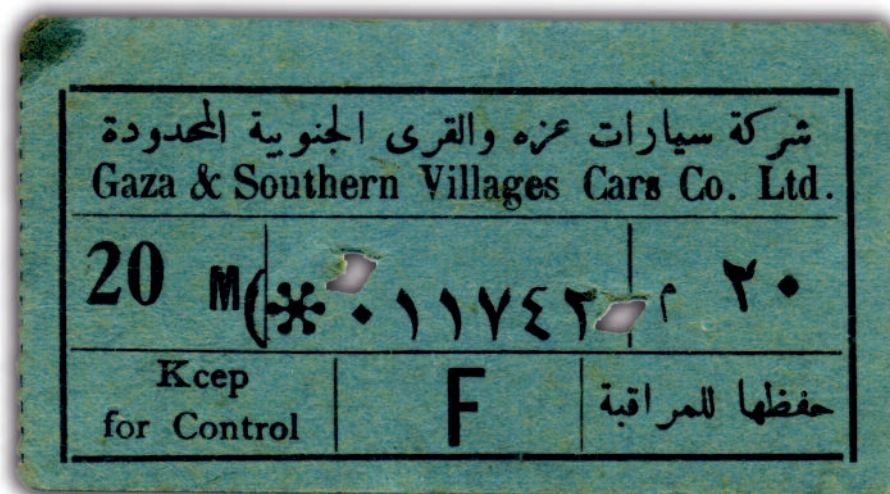 شركة سيارات عزه والقرى الجنوبية المحدودة
Gaza & Southern Villages Cars Co. Ltd.
20 M (* ٠١١٧٤٢ م ٢٠
Kcep
for Control
F
حفظها للمراقبة